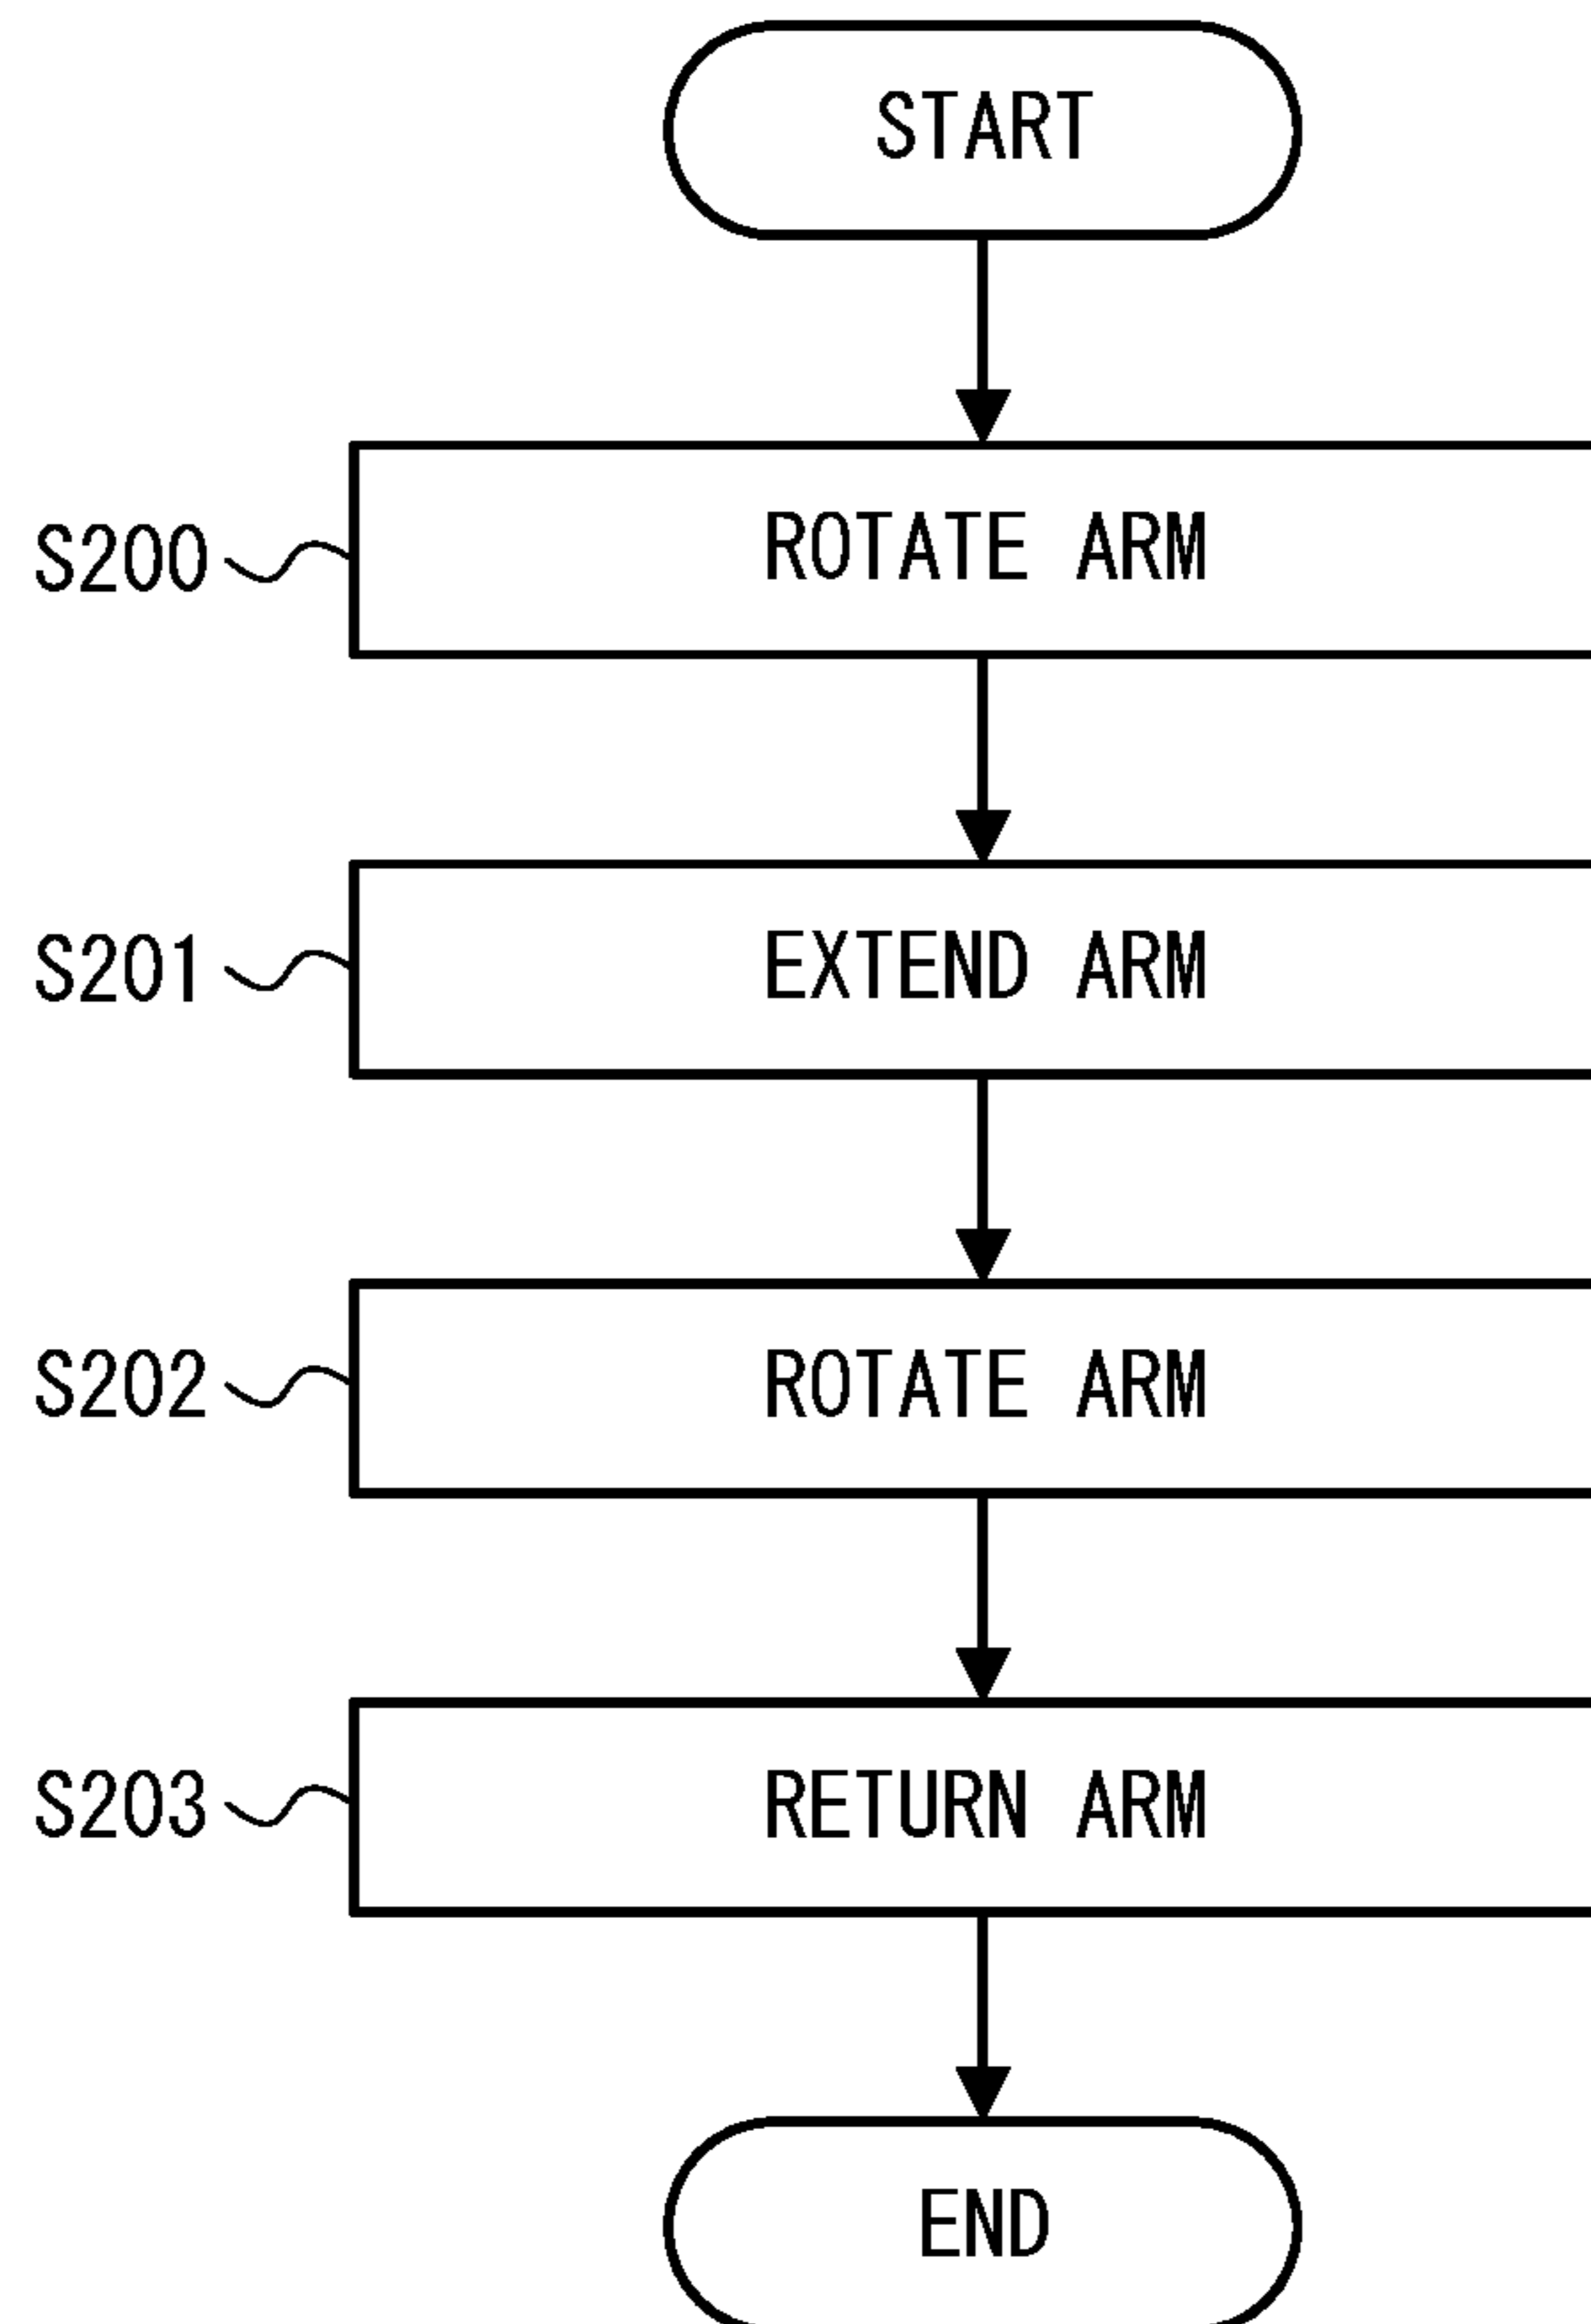 START
S200 ROTATE ARM
S201 EXTEND ARM
S202 ROTATE ARM
S203 RETURN ARM
END